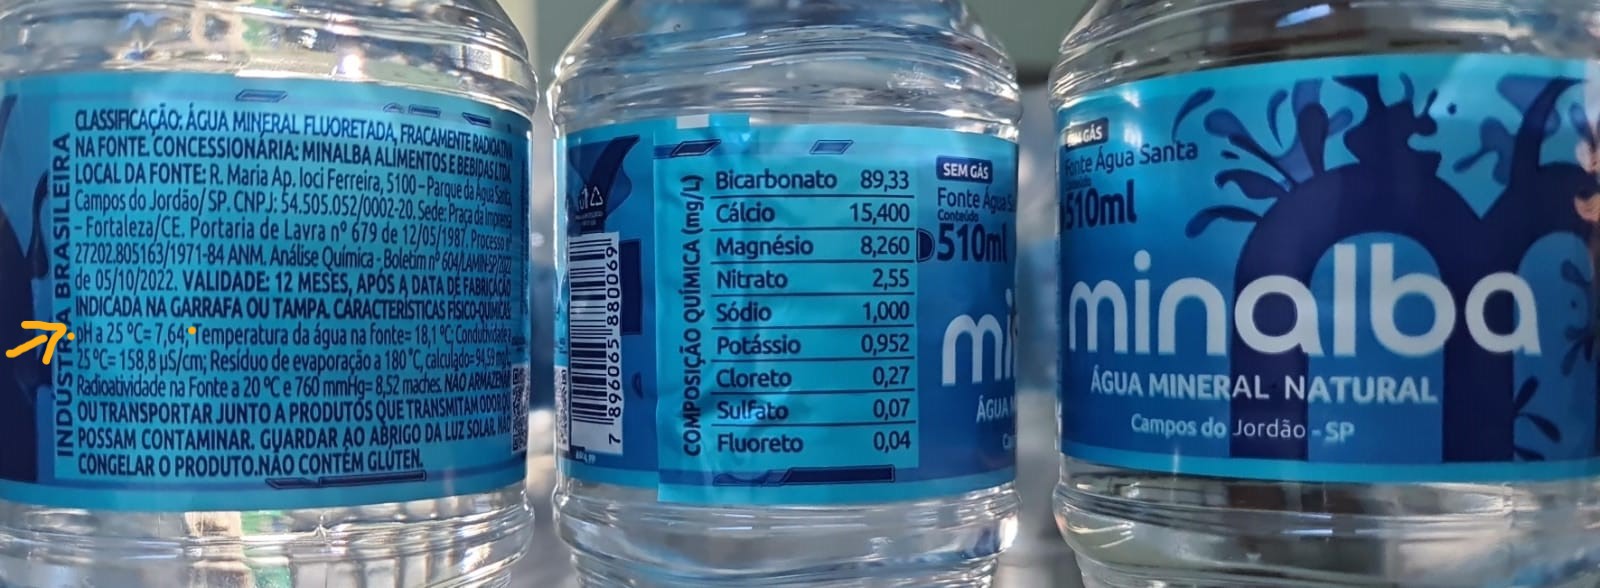 INDÚSTRIA BRASILEIRA
CLASSIFICAÇÃO: ÁGUA MINERAL FLUORETADA, FRACAMENTE
NA FONTE. CONCESSIONÁRIA: MINALBA ALIMENTOS E BEBIDAS LTDA.
LOCAL DA FONTE: R. Maria Ap. Ioci Ferreira, 5100 – Parque da Água Santa,
Campos do Jordão/ SP. CNPJ: 54.505.052/0002-20. Sede: Praça da Imprensa
– Fortaleza/CE. Portaria de Lavra nº 679 de 12/05/1987. Processo nº
27202.805163/1971-84 ANM. Análise Química - Boletim nº 604/LAMIN-SP/2022
de 05/10/2022. VALIDADE: 12 MESES, APÓS A DATA DE FABRICAÇÃO
INDICADA NA GARRAFA OU TAMPA. CARACTERÍSTICAS FÍSICO-QUÍMICAS:
pH a 25 ºC= 7,64; Temperatura da água na fonte= 18,1 ºC; Condutividade a
25 ºC= 158,8 µS/cm; Resíduo de evaporação a 180 ºC, calculado= 94,59 mg/L
Radioatividade na Fonte a 20 ºC e 760 mmHg= 8,52 maches. NÃO ARMAZENAR
OU TRANSPORTAR JUNTO A PRODUTOS QUE TRANSMITAM ODOR OU
POSSAM CONTAMINAR. GUARDAR AO ABRIGO DA LUZ SOLAR. NÃO
CONGELAR O PRODUTO.NÃO CONTÉM GLÚTEN.
7 896065 880069
COMPOSIÇÃO QUÍMICA (mg/L)
Bicarbonato 89,33
Cálcio 15,400
Magnésio 8,260
Nitrato 2,55
Sódio 1,000
Potássio 0,952
Cloreto 0,27
Sulfato 0,07
Fluoreto 0,04
SEM GÁS
Fonte Água S
Conteúdo
510ml
mi
ÁGUA M
SEM GÁS
Fonte Água Santa
Conteúdo
510ml
minalba
ÁGUA MINERAL NATURAL
Campos do Jordão - SP